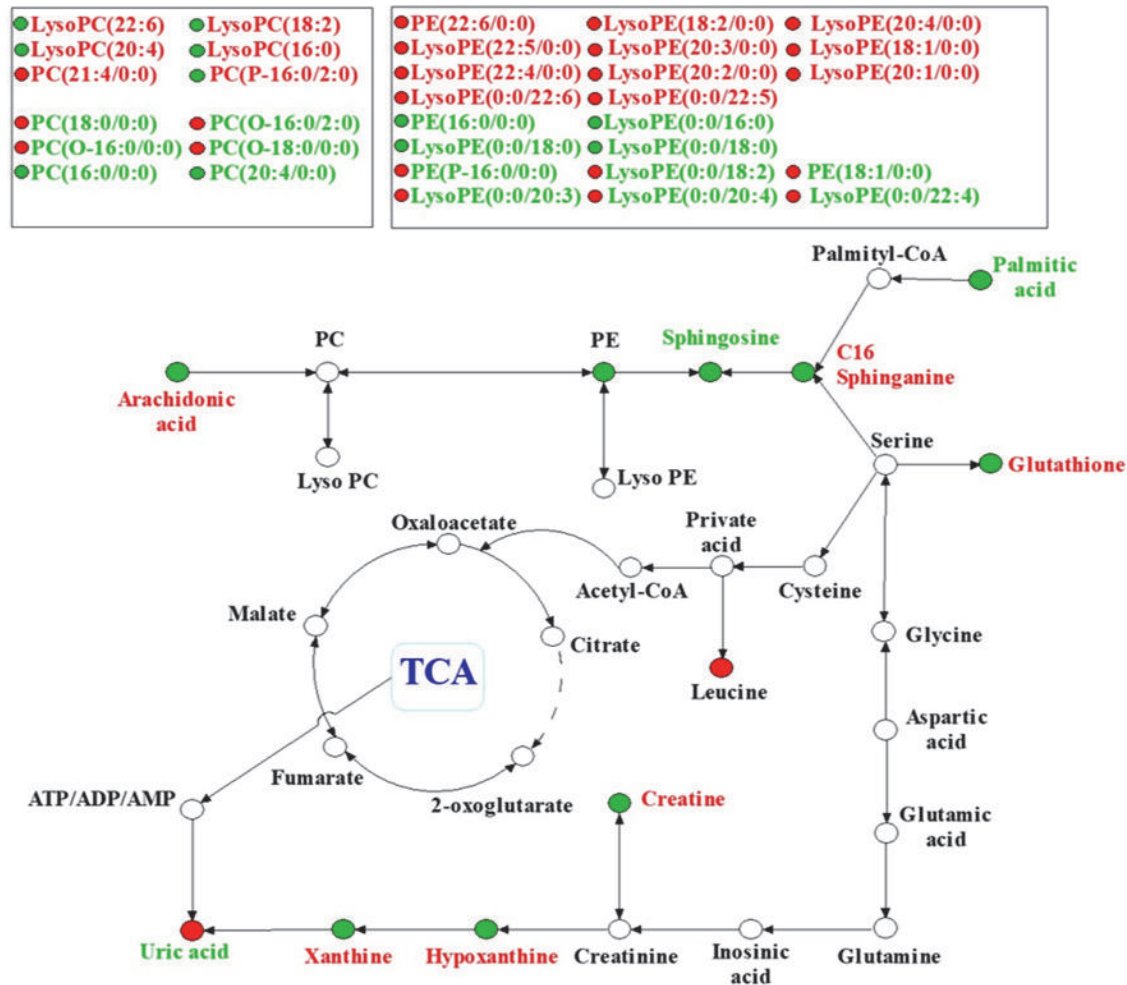 LysoPC(22:6) LysoPC(18:2)
LysoPC(20:4) LysoPC(16:0)
PC(21:4/0:0) PC(P-16:0/2:0)
PC(18:0/0:0) PC(O-16:0/2:0)
PC(O-16:0/0:0) PC(O-18:0/0:0)
PC(16:0/0:0) PC(20:4/0:0)
PE(22:6/0:0) LysoPE(18:2/0:0) LysoPE(20:4/0:0)
LysoPE(22:5/0:0) LysoPE(20:3/0:0) LysoPE(18:1/0:0)
LysoPE(22:4/0:0) LysoPE(20:2/0:0) LysoPE(20:1/0:0)
LysoPE(0:0/22:6) LysoPE(0:0/22:5)
PE(16:0/0:0) LysoPE(0:0/16:0)
LysoPE(0:0/18:0) LysoPE(0:0/18:0)
PE(P-16:0/0:0) LysoPE(0:0/18:2) PE(18:1/0:0)
LysoPE(0:0/20:3) LysoPE(0:0/20:4) LysoPE(0:0/22:4)
Palmityl-CoA
Palmitic
acid
PC
PE
Sphingosine
C16
Sphinganine
Arachidonic
acid
Serine
Lyso PC
Lyso PE
Glutathione
Oxaloacetate
Private
acid
Acetyl-CoA
Cysteine
Malate
Citrate
Glycine
TCA
Leucine
Aspartic
acid
Fumarate
2-oxoglutarate
ATP/ADP/AMP
Creatine
Glutamic
acid
Uric acid
Xanthine
Hypoxanthine
Creatinine
Inosinic
acid
Glutamine